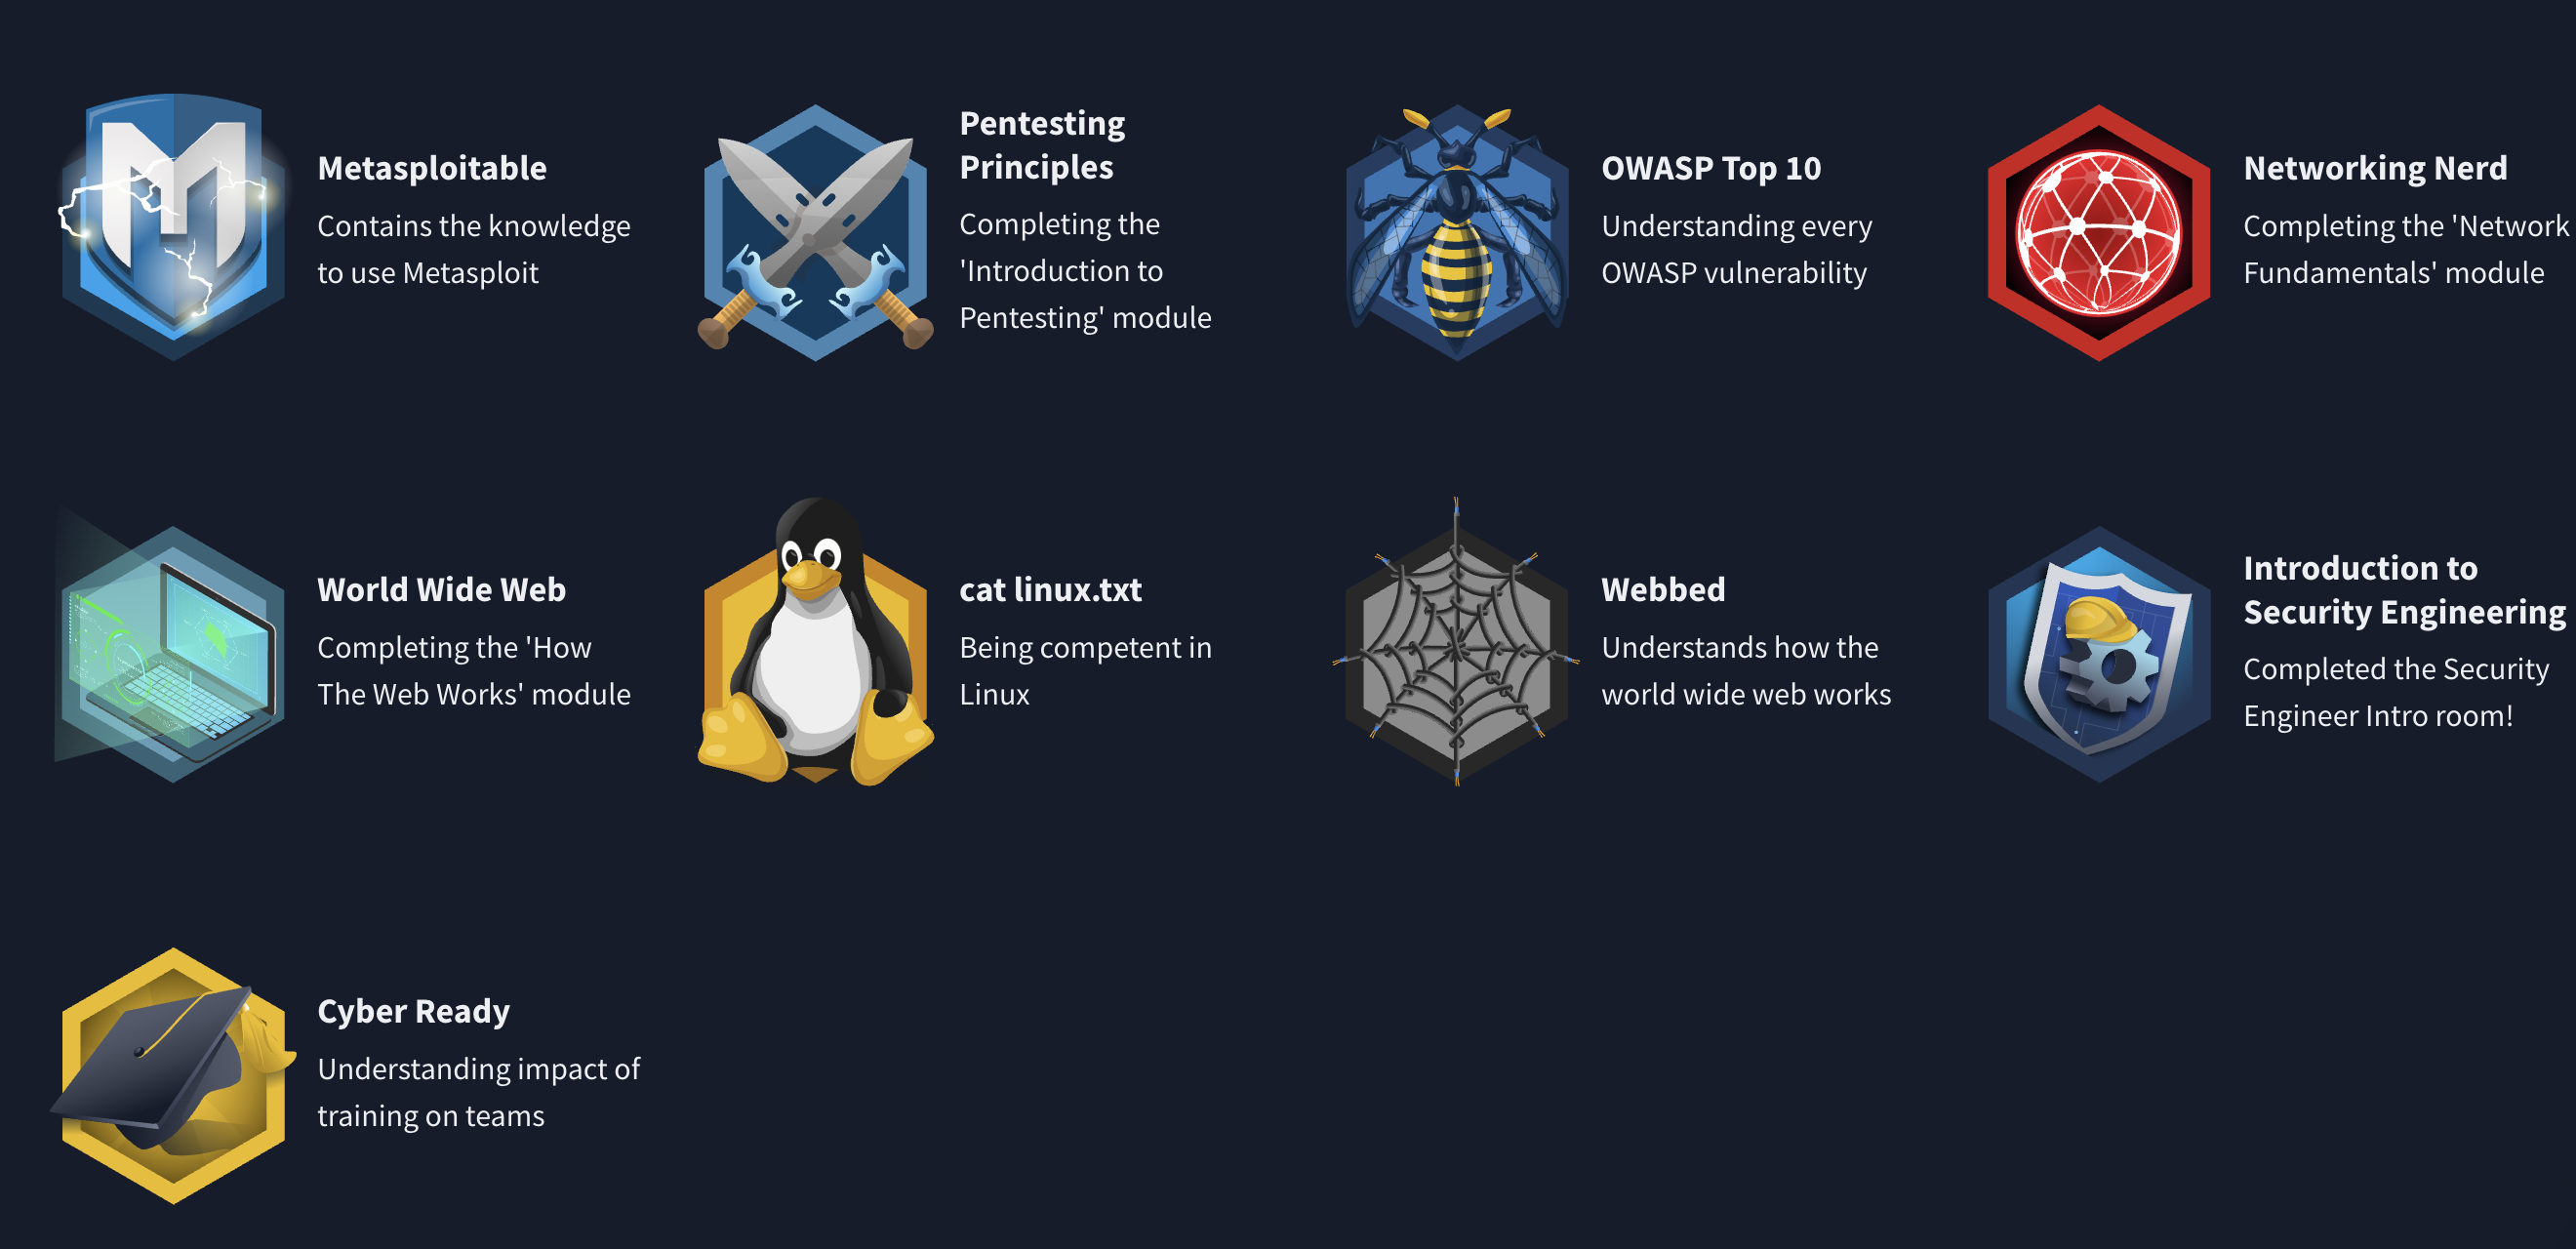 Metasploitable
Contains the knowledge
to use Metasploit
Pentesting
Principles
Completing the
'Introduction to
Pentesting' module
OWASP Top 10
Understanding every
OWASP vulnerability
Networking Nerd
Completing the 'Network
Fundamentals' module
World Wide Web
Completing the 'How
The Web Works' module
cat linux.txt
Being competent in
Linux
Webbed
Understands how the
world wide web works
Introduction to
Security Engineering
Completed the Security
Engineer Intro room!
Cyber Ready
Understanding impact of
training on teams